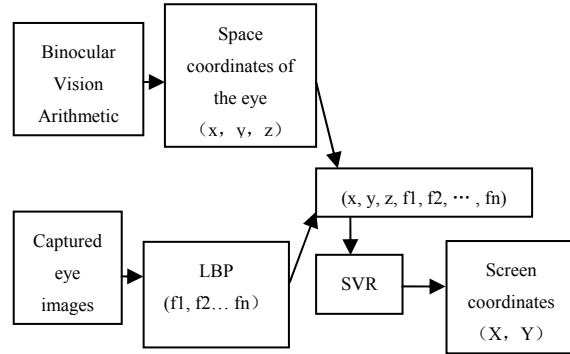 Binocular
Vision
Arithmetic
Space
coordinates of
the eye
（x，y，z）
(x, y, z, f1, f2, ⋯ , fn)
Captured
eye
images
LBP
(f1, f2… fn）
SVR
Screen
coordinates
（X，Y）